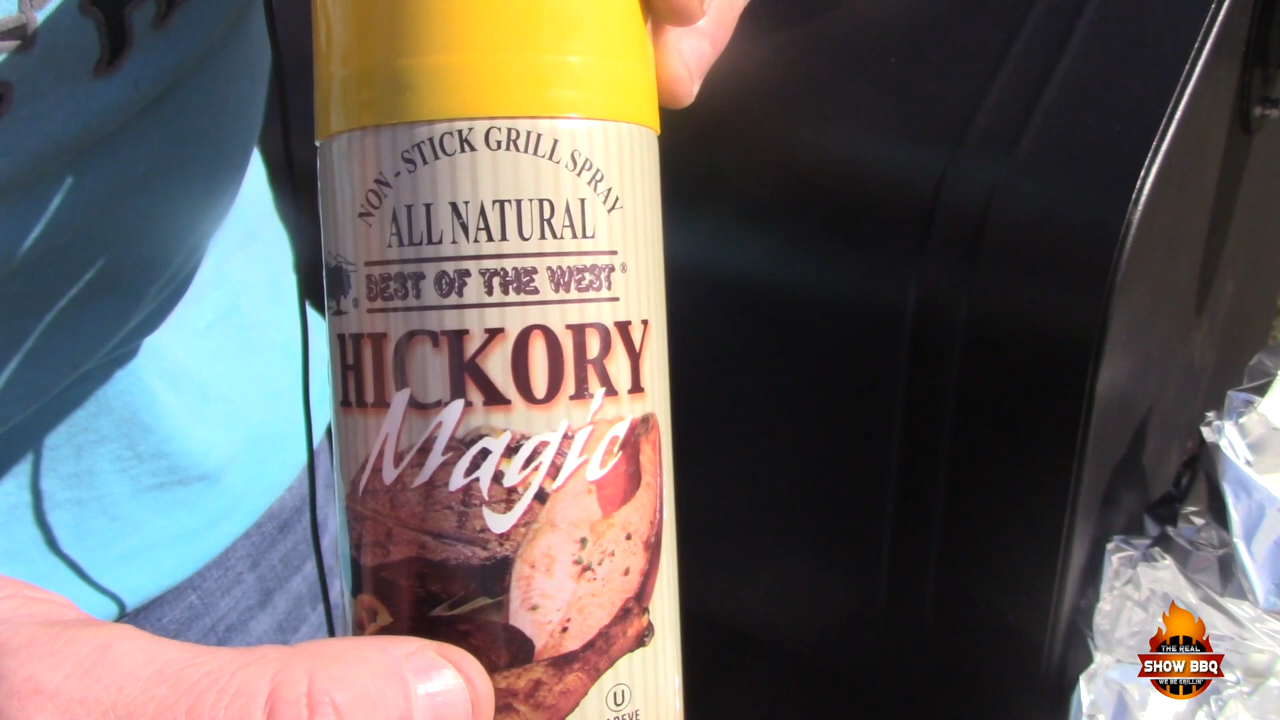 NON-STICK GRILL SPRAY
ALL NATURAL
BEST OF THE WEST®
HICKORY
Magic
U
THE REAL
SHOW BBQ
WE BE GRILLIN'